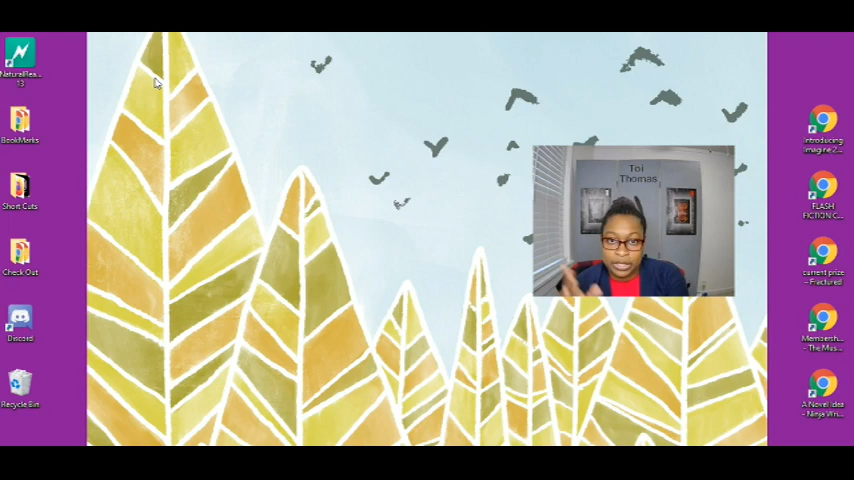 NaturalRea...
13
BookMarks
Short Cuts
Check Out
Discord
Recycle Bin
Toi
Thomas
Introducing
Imagine 2...
FLASH
FICTION C...
current prize
– Fractured
Membersh...
– The Mus...
A Novel Idea
– Ninja Wri...